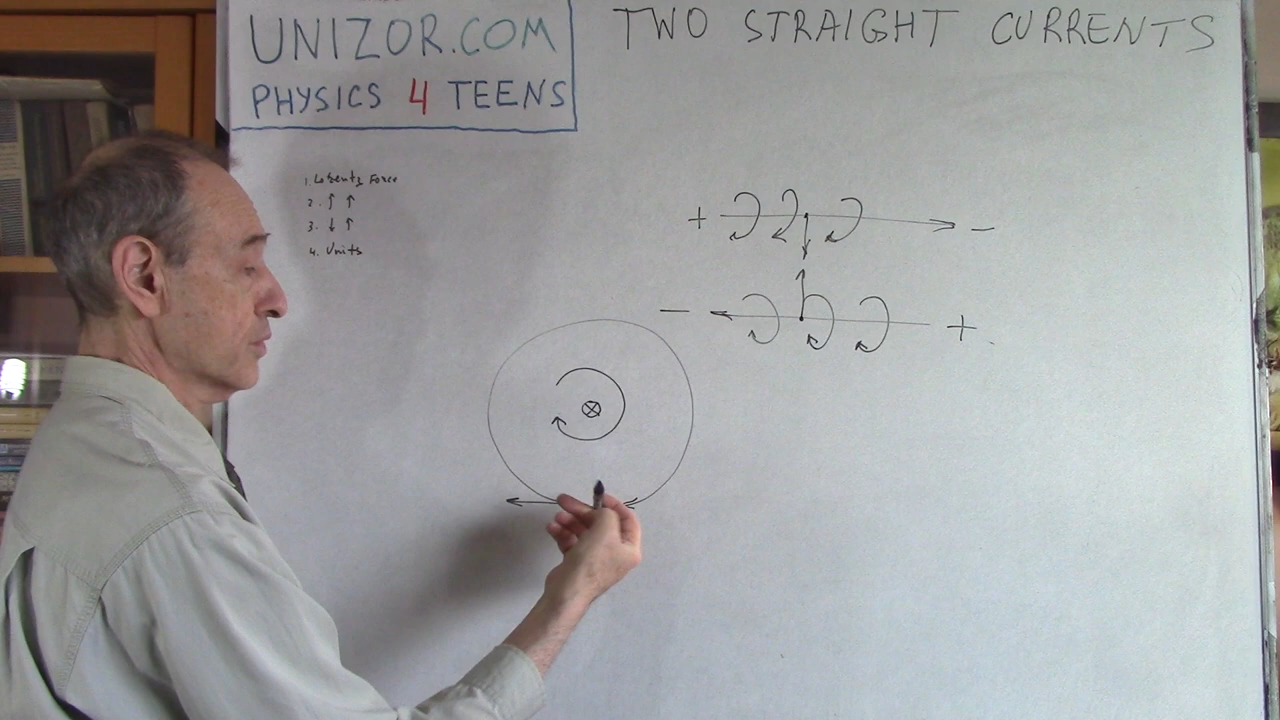 UNIZOR.COM
PHYSICS 4 TEENS
TWO STRAIGHT CURRENTS
1. Lorentz Force
2. ↑ ↑
3. ↓ ↑
4. Units
+ −
− +